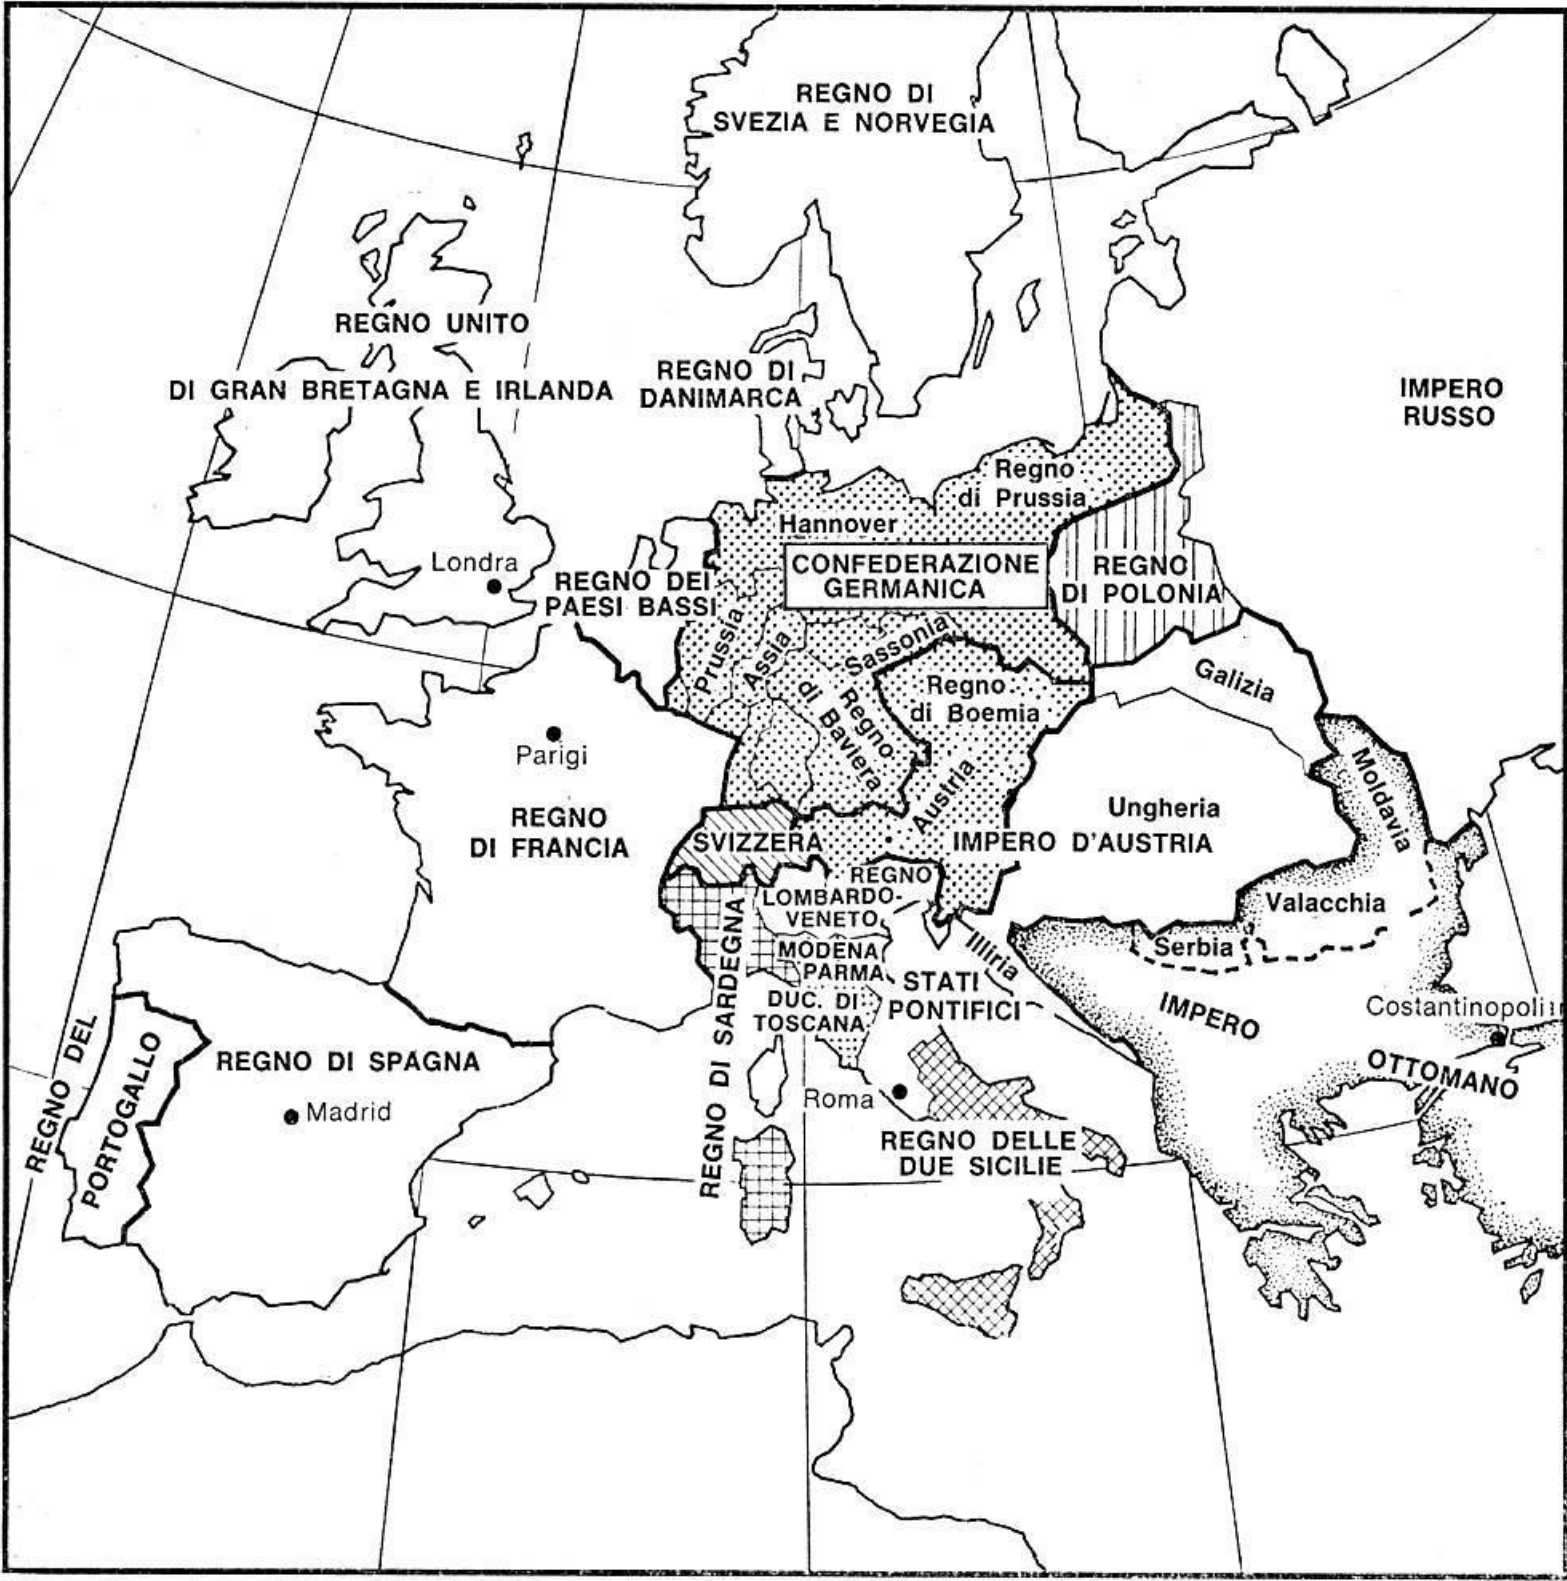 REGNO DI
SVEZIA E NORVEGIA
REGNO UNITO
DI GRAN BRETAGNA E IRLANDA
REGNO DI
DANIMARCA
IMPERO
RUSSO
Regno
di Prussia
Hannover
CONFEDERAZIONE
GERMANICA
REGNO
DI POLONIA
Londra
REGNO DEI
PAESI BASSI
Prussia
Assia
Sassonia
Regno
di Baviera
Regno
di Boemia
Galizia
Parigi
REGNO
DI FRANCIA
SVIZZERA
Austria
IMPERO D'AUSTRIA
Ungheria
Moldavia
Valacchia
Serbia
REGNO
LOMBARDO-
VENETO
MODENA
PARMA
DUC. DI
TOSCANA
Illiria
STATI
PONTIFICI
REGNO DI SARDEGNA
IMPERO
OTTOMANO
Costantinopoli
REGNO DEL
PORTOGALLO
REGNO DI SPAGNA
Madrid
Roma
REGNO DELLE
DUE SICILIE